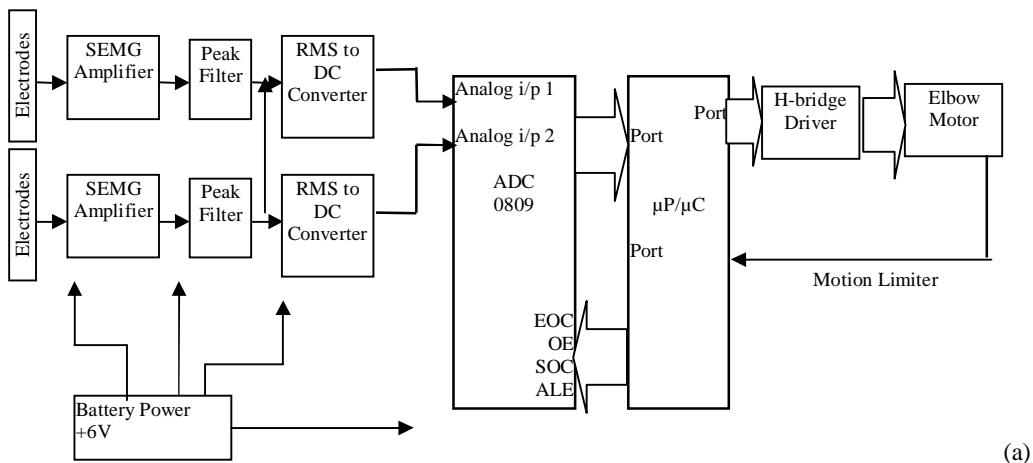 Electrodes
SEMG
Amplifier
Peak
Filter
RMS to
DC
Converter
Electrodes
SEMG
Amplifier
Peak
Filter
RMS to
DC
Converter
Analog i/p 1
Analog i/p 2
ADC
0809
EOC
OE
SOC
ALE
Port
Port
µP/µC
Port
H-bridge
Driver
Elbow
Motor
Motion Limiter
Battery Power
+6V
(a)